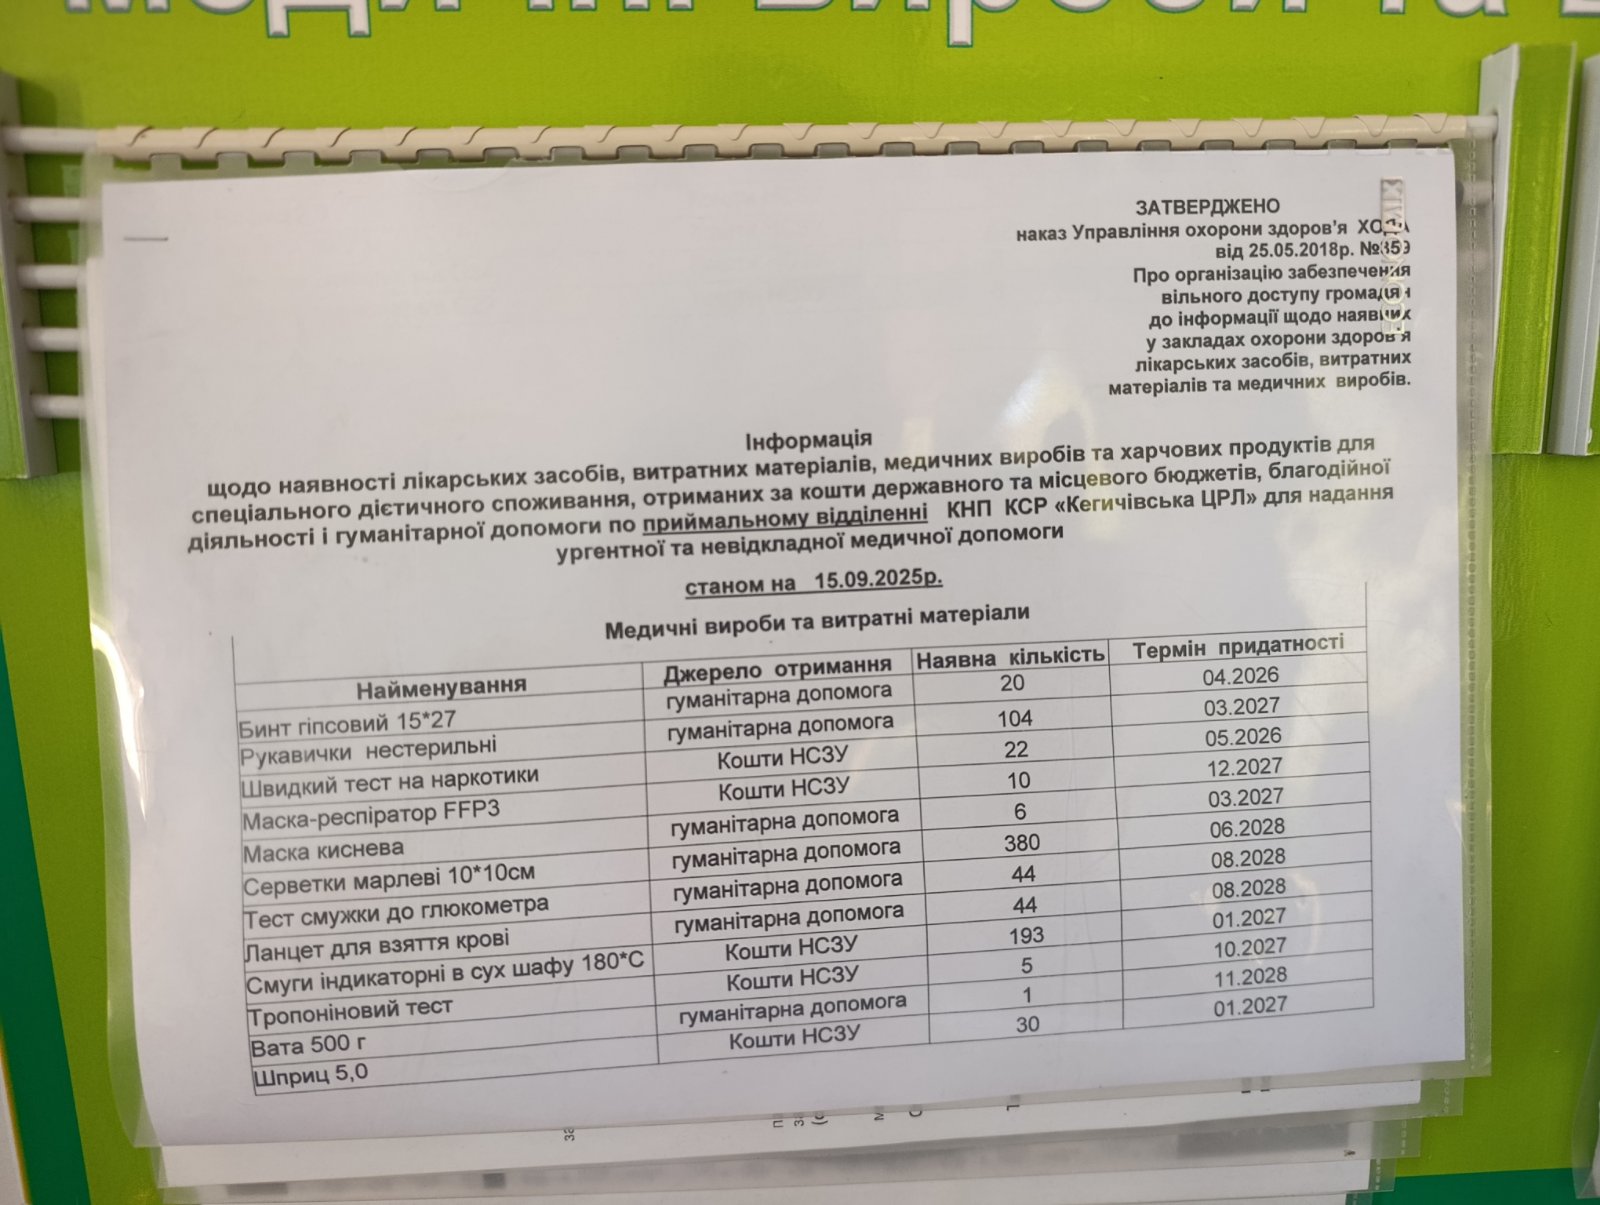 ЗАТВЕРДЖЕНО
наказ Управління охорони здоров'я ХОДА
від 25.05.2018р. №859
Про організацію забезпечення
вільного доступу громадян
до інформації щодо наявних
у закладах охорони здоров'я
лікарських засобів, витратних
матеріалів та медичних виробів.
Інформація
щодо наявності лікарських засобів, витратних матеріалів, медичних виробів та харчових продуктів для
спеціального дієтичного споживання, отриманих за кошти державного та місцевого бюджетів, благодійної
діяльності і гуманітарної допомоги по приймальному відділенні КНП КСР «Кегичівська ЦРЛ» для надання
ургентної та невідкладної медичної допомоги
станом на 15.09.2025р.
Медичні вироби та витратні матеріали
Найменування Джерело отримання Наявна кількість Термін придатності
Бинт гіпсовий 15*27 гуманітарна допомога 20 04.2026
Рукавички нестерильні гуманітарна допомога 104 03.2027
Швидкий тест на наркотики Кошти НСЗУ 22 05.2026
Маска-респіратор FFP3 Кошти НСЗУ 10 12.2027
Маска киснева гуманітарна допомога 6 03.2027
Серветки марлеві 10*10см гуманітарна допомога 380 06.2028
Тест смужки до глюкометра гуманітарна допомога 44 08.2028
Ланцет для взяття крові гуманітарна допомога 44 08.2028
Смуги індикаторні в сух шафу 180*С Кошти НСЗУ 193 01.2027
Тропоніновий тест Кошти НСЗУ 5 10.2027
Вата 500 г гуманітарна допомога 1 11.2028
Шприц 5,0 Кошти НСЗУ 30 01.2027